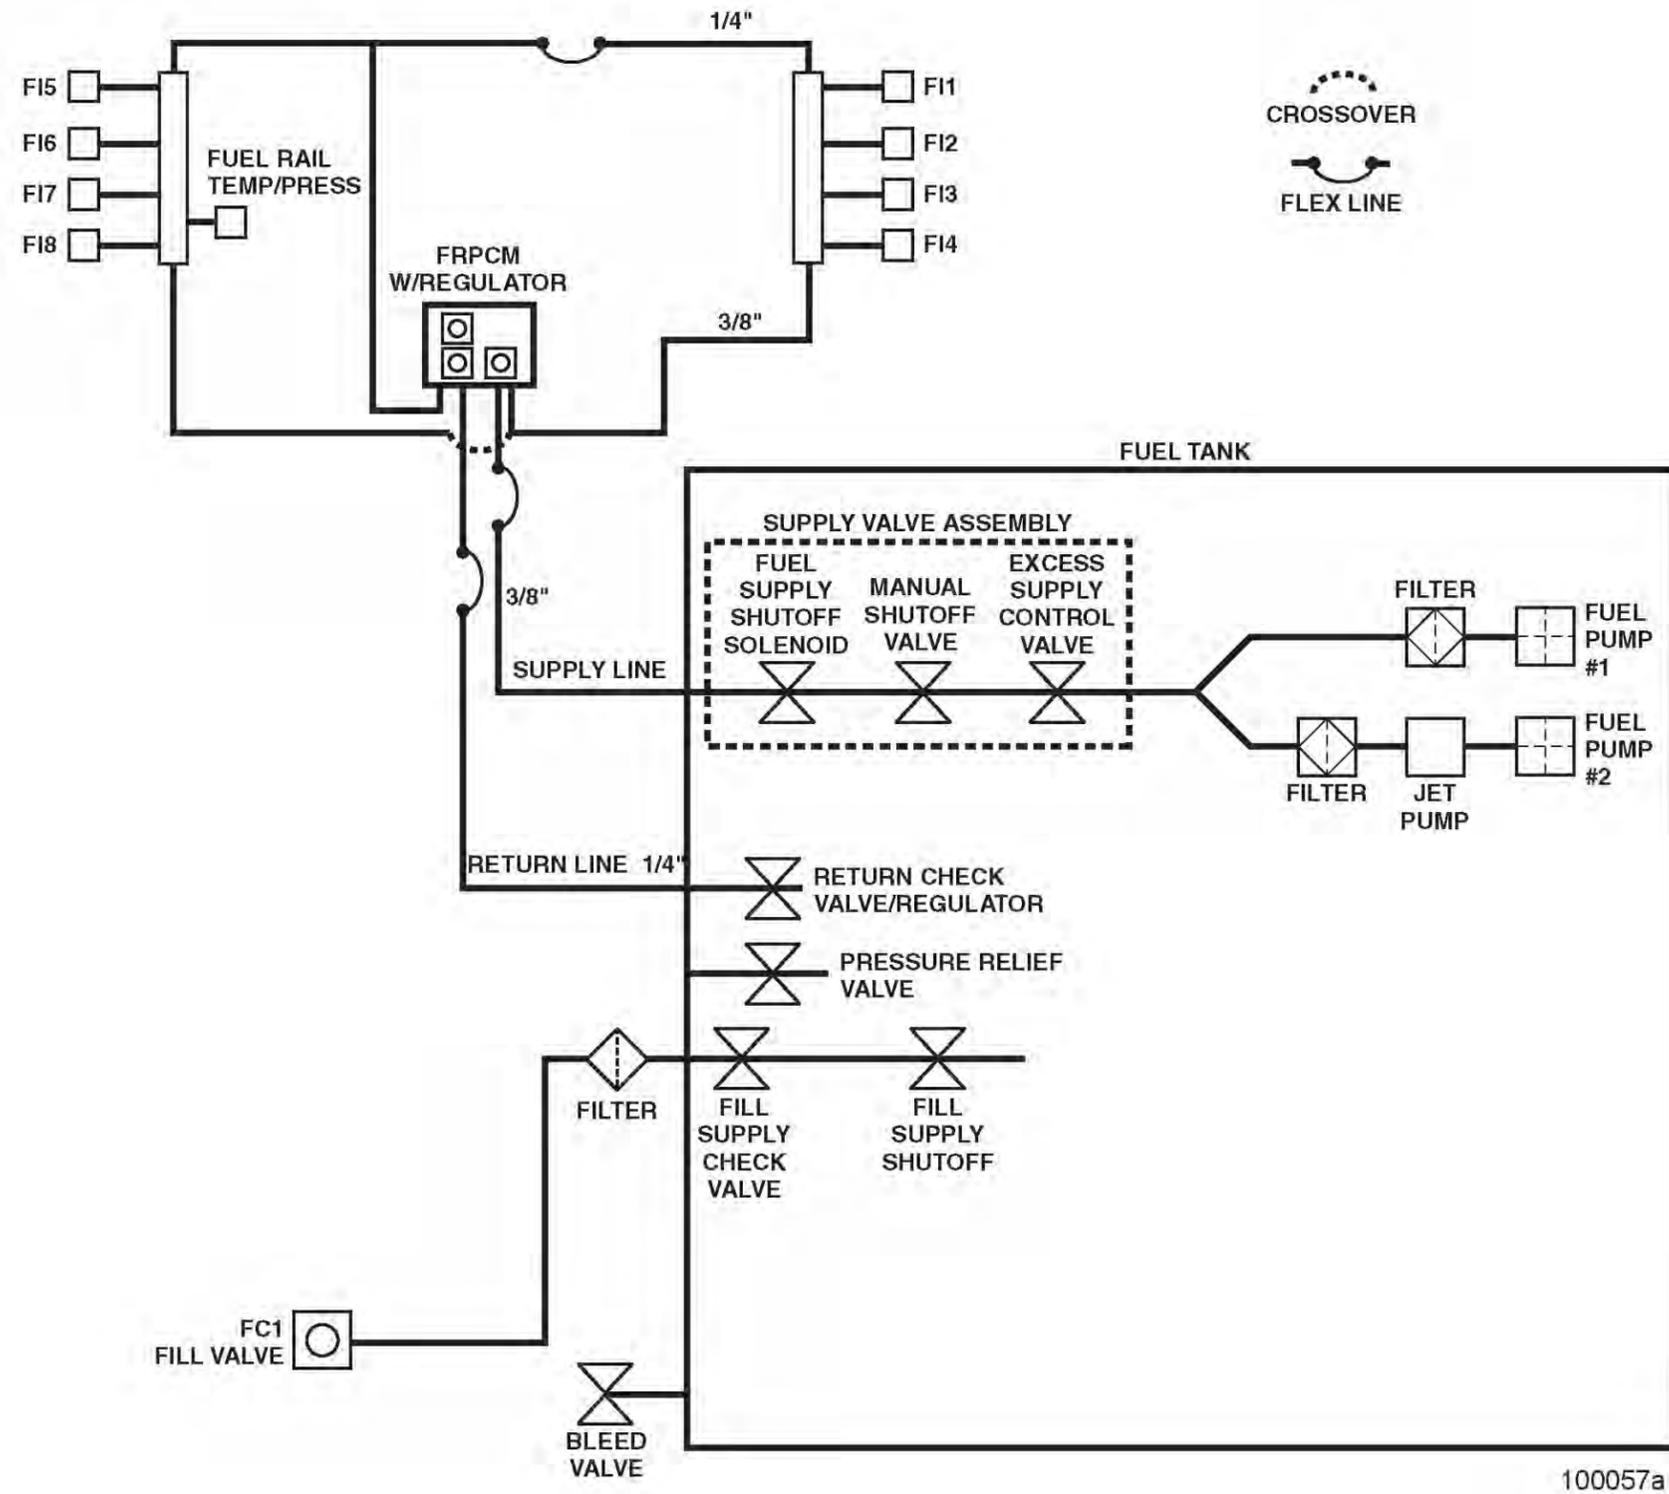 1/4"
FI5
FI6
FI7
FI8
FUEL RAIL
TEMP/PRESS
FI1
FI2
FI3
FI4
CROSSOVER
FLEX LINE
FRPCM
W/REGULATOR
3/8"
FUEL TANK
SUPPLY VALVE ASSEMBLY
FUEL
SUPPLY
SHUTOFF
SOLENOID
MANUAL
SHUTOFF
VALVE
EXCESS
SUPPLY
CONTROL
VALVE
FILTER
FUEL
PUMP
#1
3/8"
SUPPLY LINE
FUEL
PUMP
#2
FILTER
JET
PUMP
RETURN LINE 1/4"
RETURN CHECK
VALVE/REGULATOR
PRESSURE RELIEF
VALVE
FILTER
FILL
SUPPLY
CHECK
VALVE
FILL
SUPPLY
SHUTOFF
FC1
FILL VALVE
BLEED
VALVE
100057a